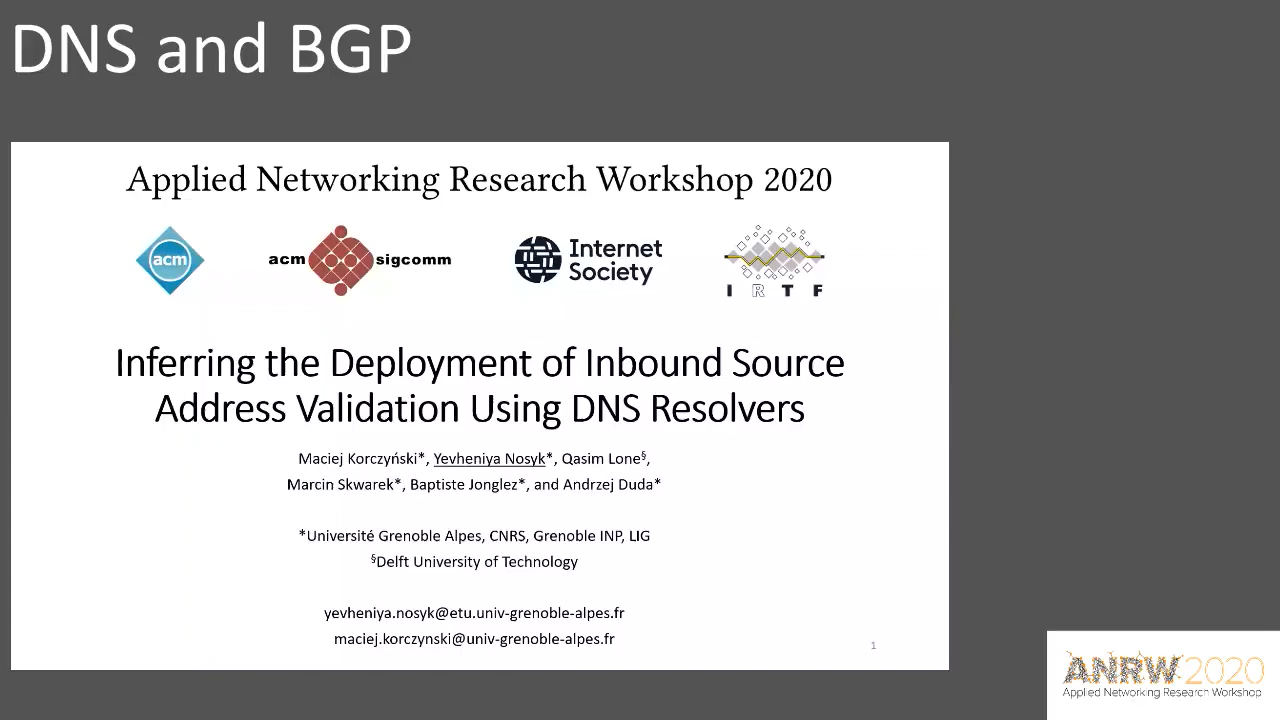 DNS and BGP
Applied Networking Research Workshop 2020
acm
acm sigcomm
Internet
Society
I R T F
Inferring the Deployment of Inbound Source
Address Validation Using DNS Resolvers
Maciej Korczyński*, Yevheniya Nosyk*, Qasim Lone§,
Marcin Skwarek*, Baptiste Jonglez*, and Andrzej Duda*
*Université Grenoble Alpes, CNRS, Grenoble INP, LIG
§Delft University of Technology
yevheniya.nosyk@etu.univ-grenoble-alpes.fr
maciej.korczynski@univ-grenoble-alpes.fr
1
ANRW2020
Applied Networking Research Workshop